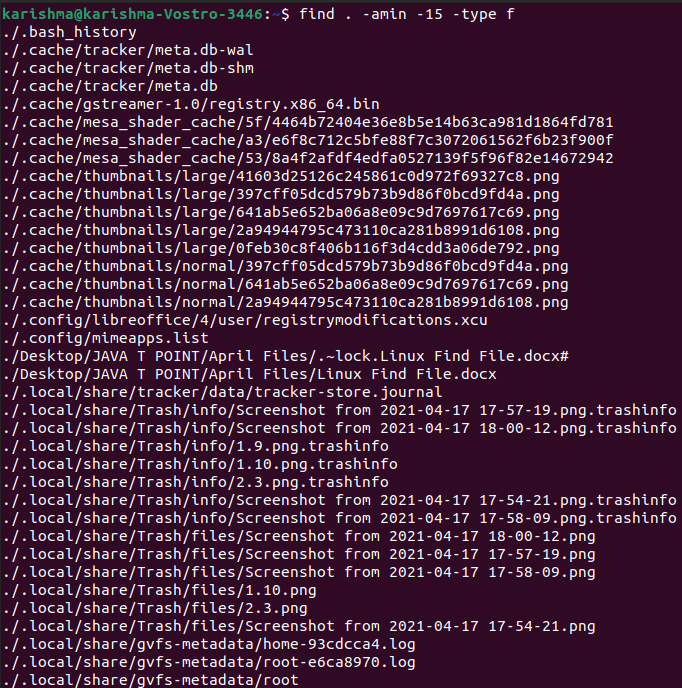 karishma@karishma-Vostro-3446:~$ find . -amin -15 -type f
./.bash_history
./.cache/tracker/meta.db-wal
./.cache/tracker/meta.db-shm
./.cache/tracker/meta.db
./.cache/gstreamer-1.0/registry.x86_64.bin
./.cache/mesa_shader_cache/5f/4464b72404e36e8b5e14b63ca981d1864fd781
./.cache/mesa_shader_cache/a3/e6f8c712c5bfe88f7c3072061562f6b23f900f
./.cache/mesa_shader_cache/53/8a4f2afdf4edfa0527139f5f96f82e14672942
./.cache/thumbnails/large/41603d25126c245861c0d972f69327c8.png
./.cache/thumbnails/large/397cff05dcd579b73b9d86f0bcd9fd4a.png
./.cache/thumbnails/large/641ab5e652ba06a8e09c9d7697617c69.png
./.cache/thumbnails/large/2a94944795c473110ca281b8991d6108.png
./.cache/thumbnails/large/0feb30c8f406b116f3d4cdd3a06de792.png
./.cache/thumbnails/normal/397cff05dcd579b73b9d86f0bcd9fd4a.png
./.cache/thumbnails/normal/641ab5e652ba06a8e09c9d7697617c69.png
./.cache/thumbnails/normal/2a94944795c473110ca281b8991d6108.png
./.config/libreoffice/4/user/registrymodifications.xcu
./.config/mimeapps.list
./Desktop/JAVA T POINT/April Files/.~lock.Linux Find File.docx#
./Desktop/JAVA T POINT/April Files/Linux Find File.docx
./.local/share/tracker/data/tracker-store.journal
./.local/share/Trash/info/Screenshot from 2021-04-17 17-57-19.png.trashinfo
./.local/share/Trash/info/Screenshot from 2021-04-17 18-00-12.png.trashinfo
./.local/share/Trash/info/1.9.png.trashinfo
./.local/share/Trash/info/1.10.png.trashinfo
./.local/share/Trash/info/2.3.png.trashinfo
./.local/share/Trash/info/Screenshot from 2021-04-17 17-54-21.png.trashinfo
./.local/share/Trash/info/Screenshot from 2021-04-17 17-58-09.png.trashinfo
./.local/share/Trash/files/Screenshot from 2021-04-17 18-00-12.png
./.local/share/Trash/files/Screenshot from 2021-04-17 17-57-19.png
./.local/share/Trash/files/Screenshot from 2021-04-17 17-58-09.png
./.local/share/Trash/files/1.10.png
./.local/share/Trash/files/2.3.png
./.local/share/Trash/files/Screenshot from 2021-04-17 17-54-21.png
./.local/share/gvfs-metadata/home-93cdcca4.log
./.local/share/gvfs-metadata/root-e6ca8970.log
./.local/share/gvfs-metadata/root